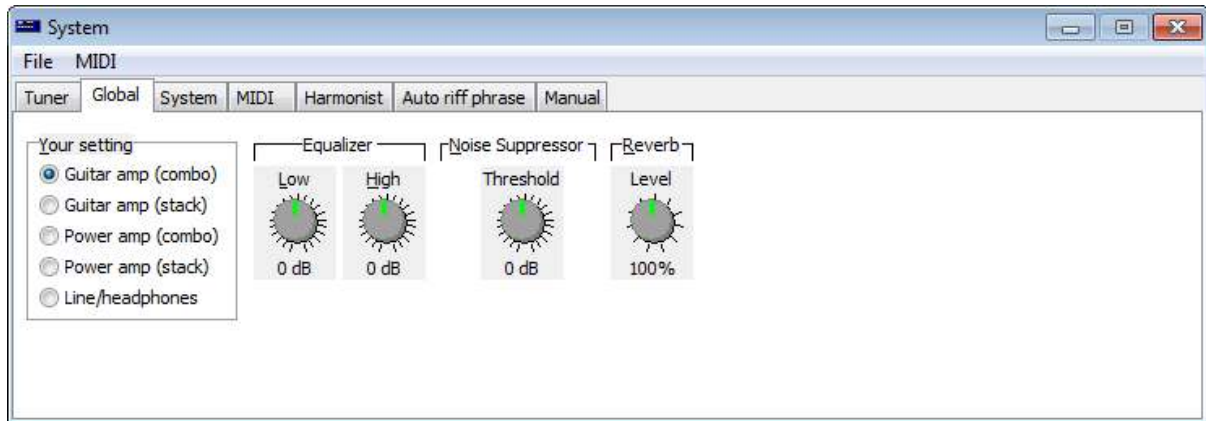 System
File MIDI
Tuner Global System MIDI Harmonist Auto riff phrase Manual
Your setting
Guitar amp (combo)
Guitar amp (stack)
Power amp (combo)
Power amp (stack)
Line/headphones
Equalizer
Low High
0 dB 0 dB
Noise Suppressor
Threshold
0 dB
Reverb
Level
100%